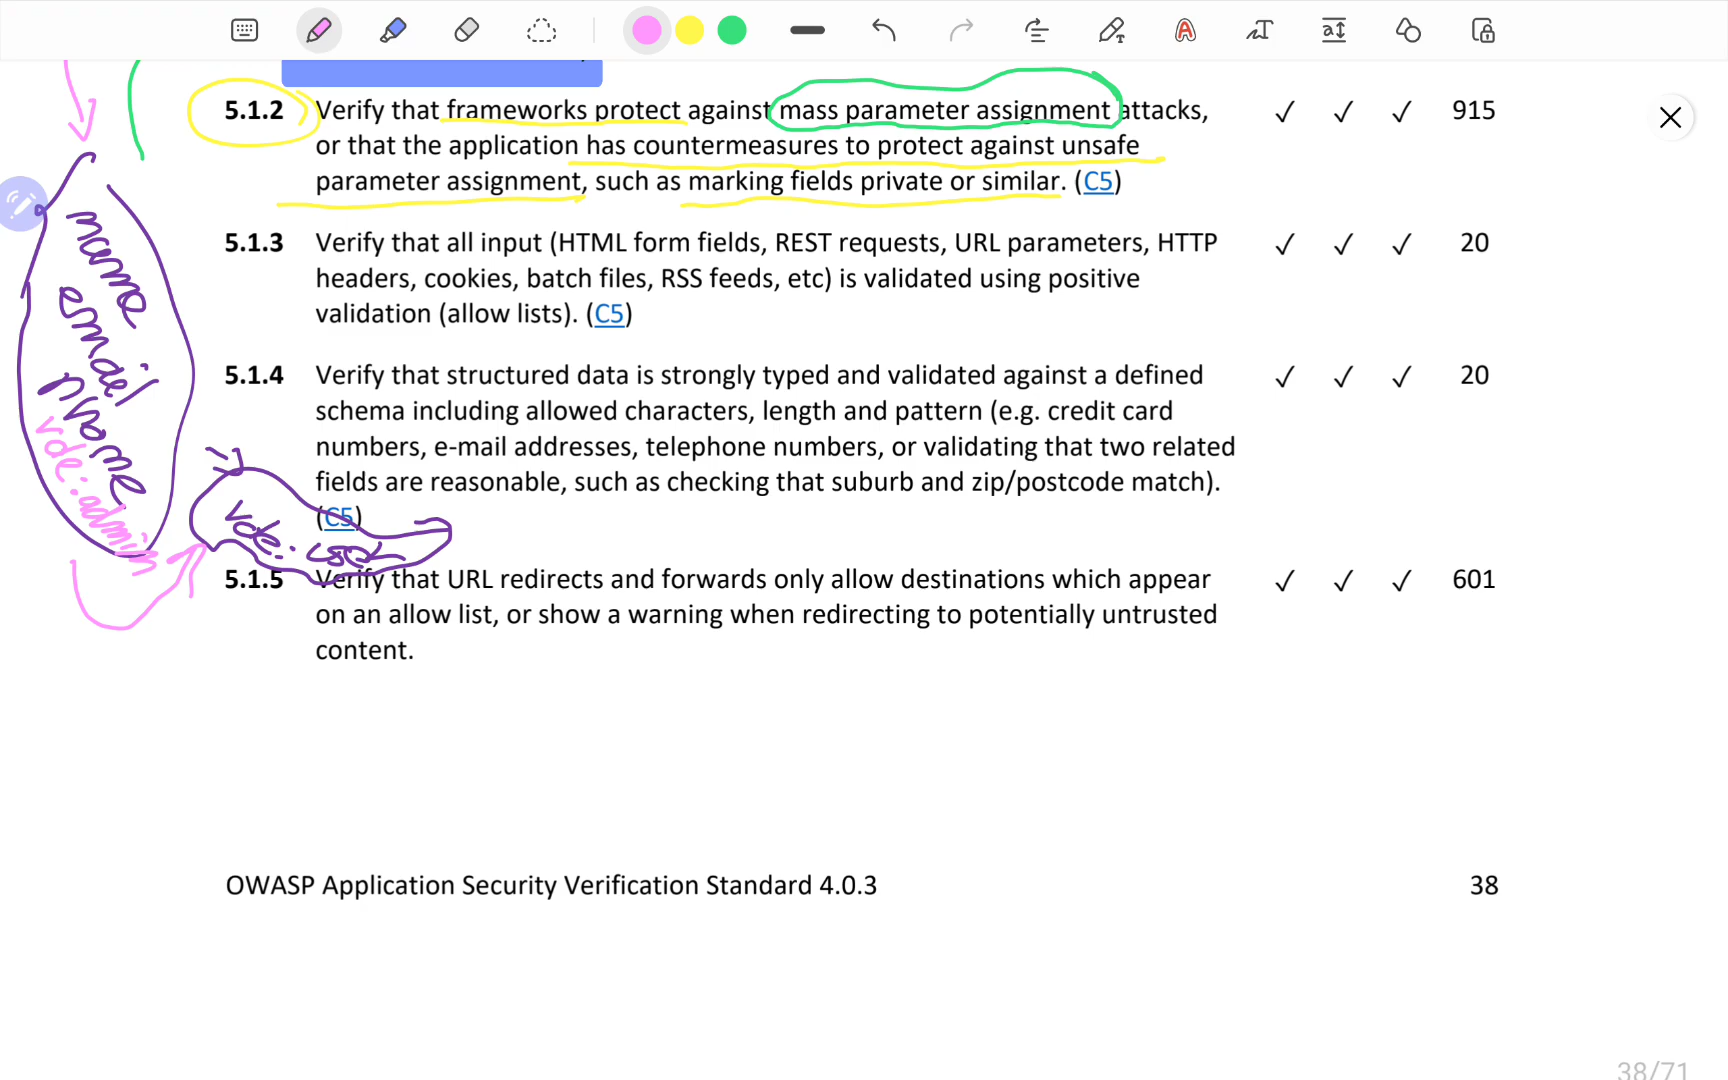 5.1.2 Verify that frameworks protect against mass parameter assignment attacks, ✓ ✓ ✓ 915
or that the application has countermeasures to protect against unsafe
parameter assignment, such as marking fields private or similar. (C5)
5.1.3 Verify that all input (HTML form fields, REST requests, URL parameters, HTTP ✓ ✓ ✓ 20
headers, cookies, batch files, RSS feeds, etc) is validated using positive
validation (allow lists). (C5)
5.1.4 Verify that structured data is strongly typed and validated against a defined ✓ ✓ ✓ 20
schema including allowed characters, length and pattern (e.g. credit card
numbers, e-mail addresses, telephone numbers, or validating that two related
fields are reasonable, such as checking that suburb and zip/postcode match).
(C5)
5.1.5 Verify that URL redirects and forwards only allow destinations which appear ✓ ✓ ✓ 601
on an allow list, or show a warning when redirecting to potentially untrusted
content.
name
email
phone
role: admin
role: user
OWASP Application Security Verification Standard 4.0.3 38
38/71